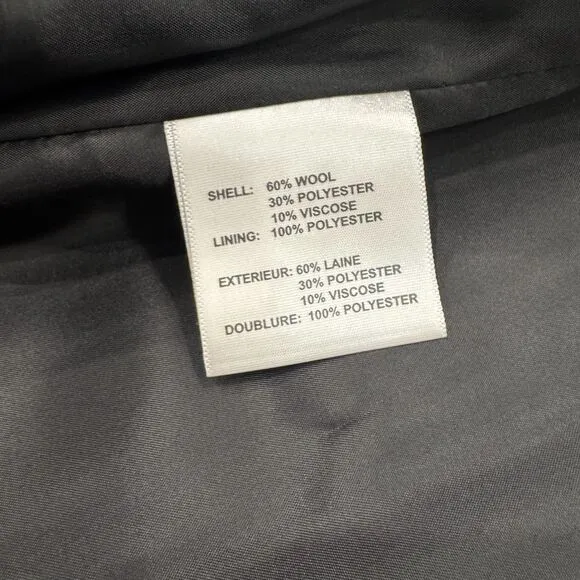 SHELL: 60% WOOL
30% POLYESTER
10% VISCOSE
LINING: 100% POLYESTER
EXTERIEUR: 60% LAINE
30% POLYESTER
10% VISCOSE
DOUBLURE: 100% POLYESTER